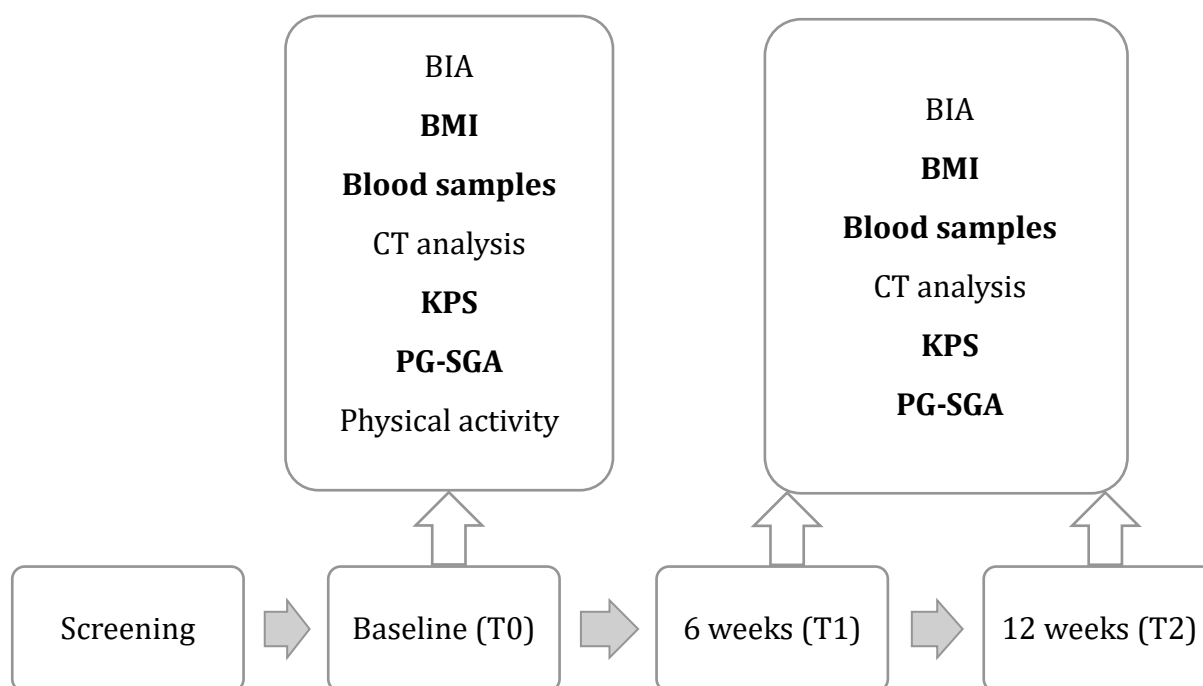 BIA
BMI
Blood samples
CT analysis
KPS
PG-SGA
Physical activity
BIA
BMI
Blood samples
CT analysis
KPS
PG-SGA
Screening
Baseline (T0)
6 weeks (T1)
12 weeks (T2)